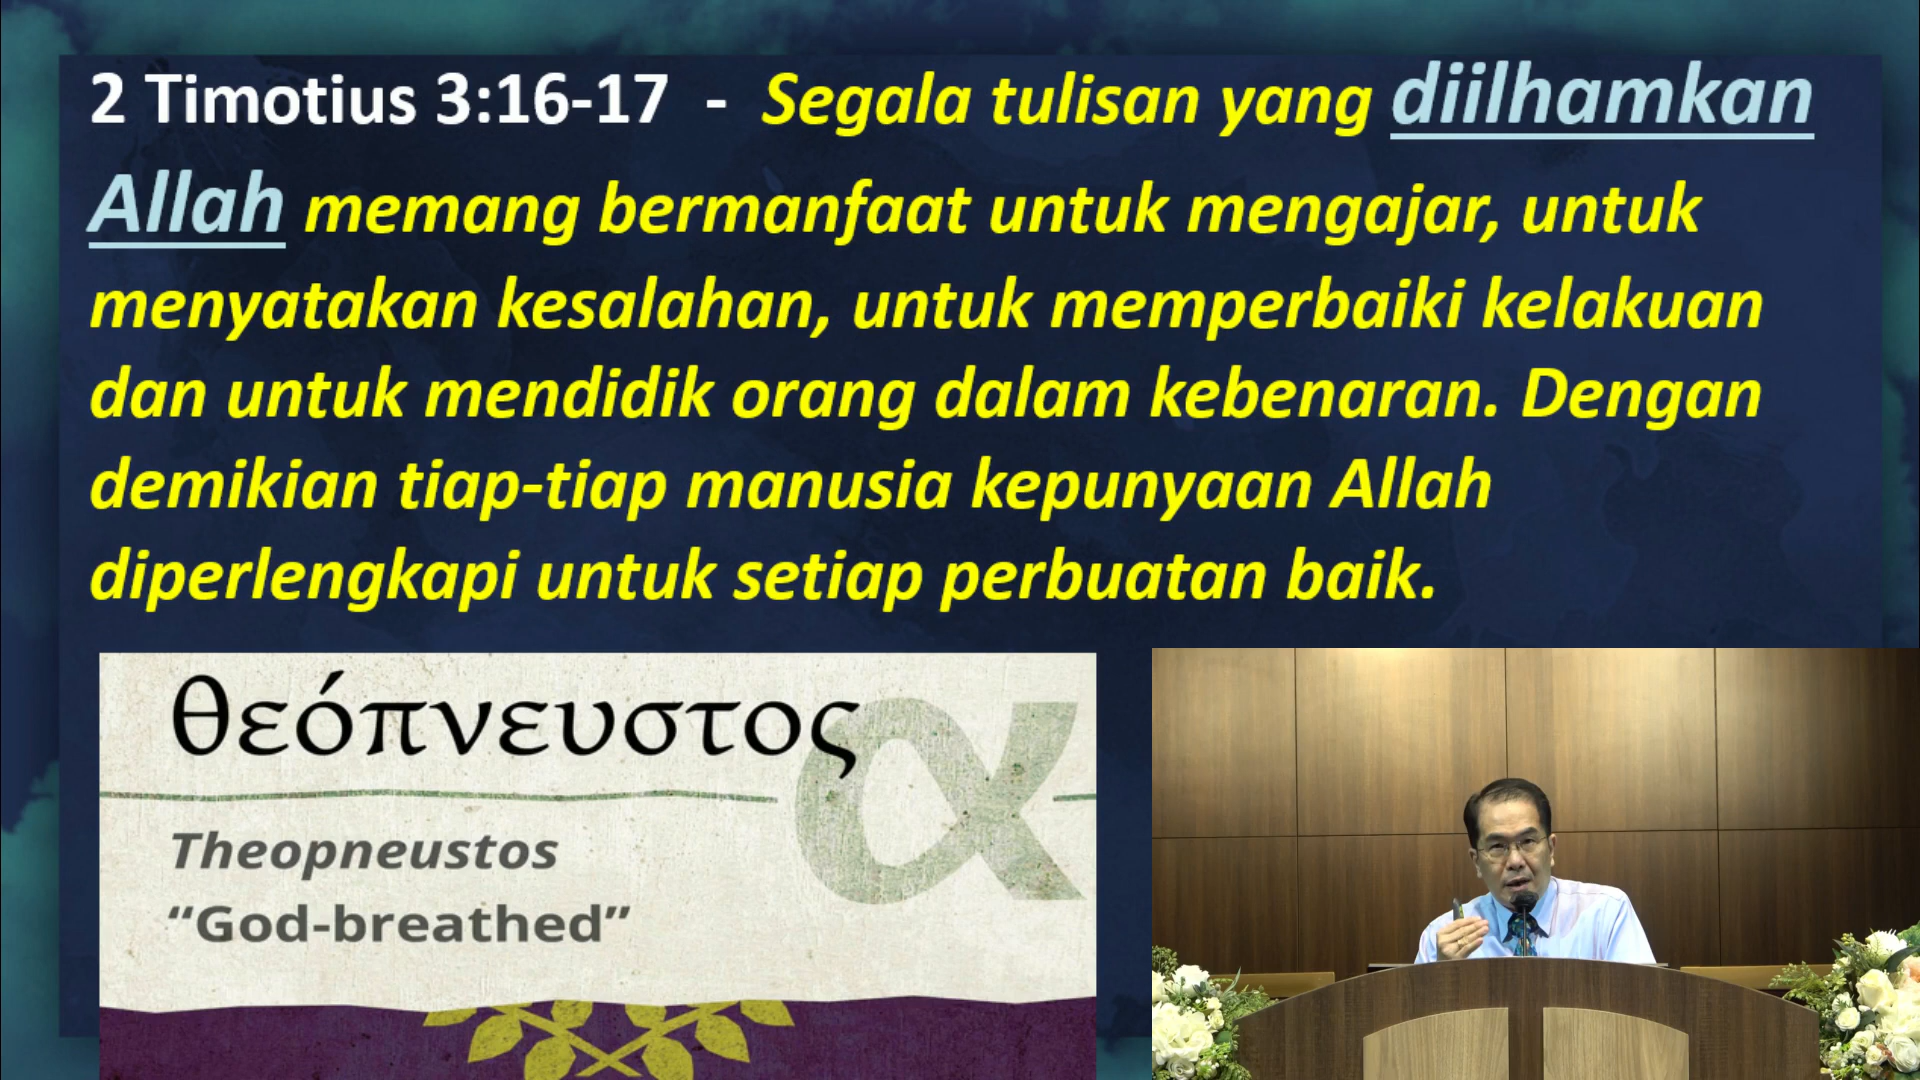 2 Timotius 3:16-17 - Segala tulisan yang diilhamkan
Allah memang bermanfaat untuk mengajar, untuk
menyatakan kesalahan, untuk memperbaiki kelakuan
dan untuk mendidik orang dalam kebenaran. Dengan
demikian tiap-tiap manusia kepunyaan Allah
diperlengkapi untuk setiap perbuatan baik.
θεόπνευστος
α
Theopneustos
“God-breathed”